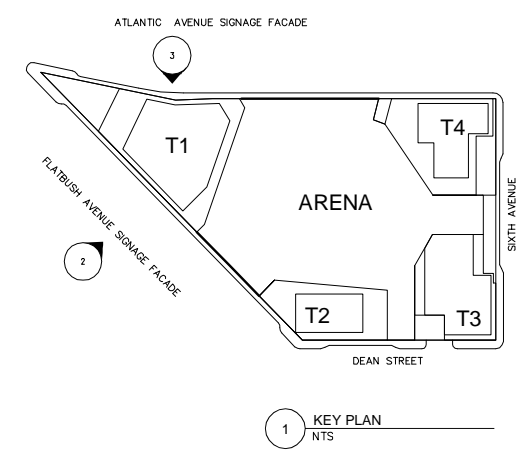 ATLANTIC AVENUE SIGNAGE FACADE
3
T1
T4
ARENA
SIXTH AVENUE
FLATBUSH AVENUE SIGNAGE FACADE
2
T2
T3
DEAN STREET
1
KEY PLAN
NTS